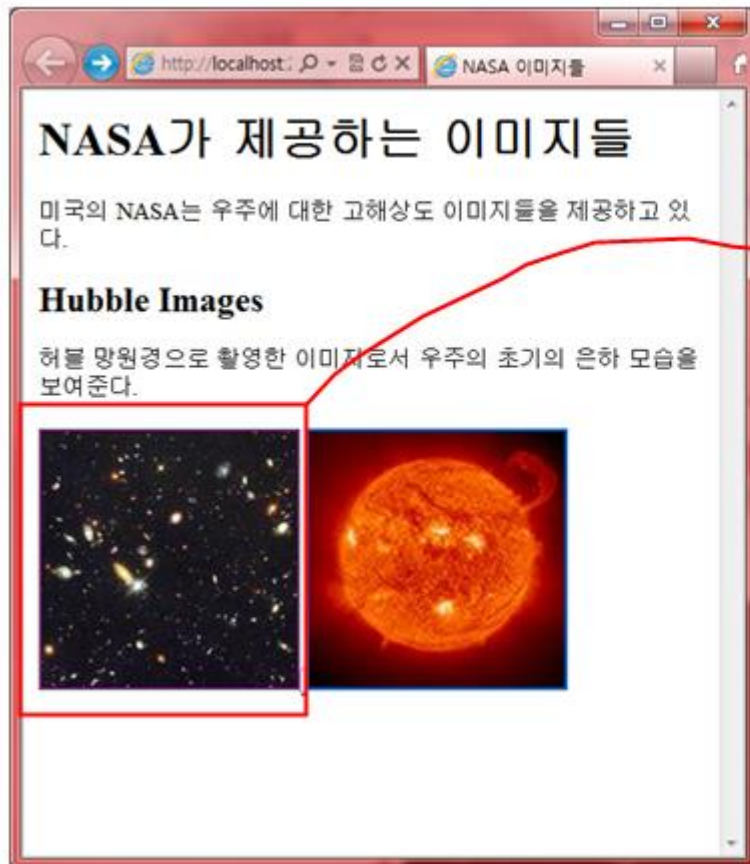 http://localhost:
NASA 이미지들
NASA가 제공하는 이미지들
미국의 NASA는 우주에 대한 고해상도 이미지들을 제공하고 있
다.
Hubble Images
허블 망원경으로 촬영한 이미지로서 우주의 초기의 은하 모습을
보여준다.